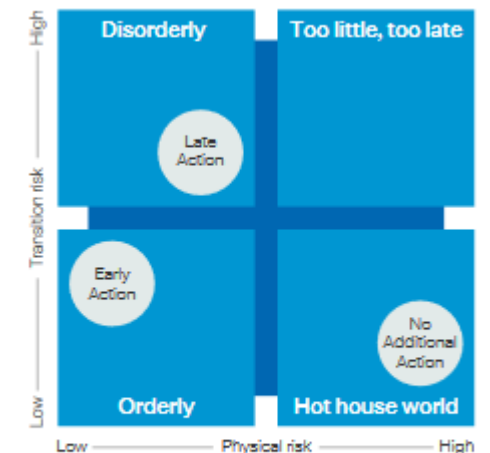 High
Disorderly
Too little, too late
Late
Action
Transition risk
Early
Action
No
Additional
Action
Low
Orderly
Hot house world
Low
Physical risk
High